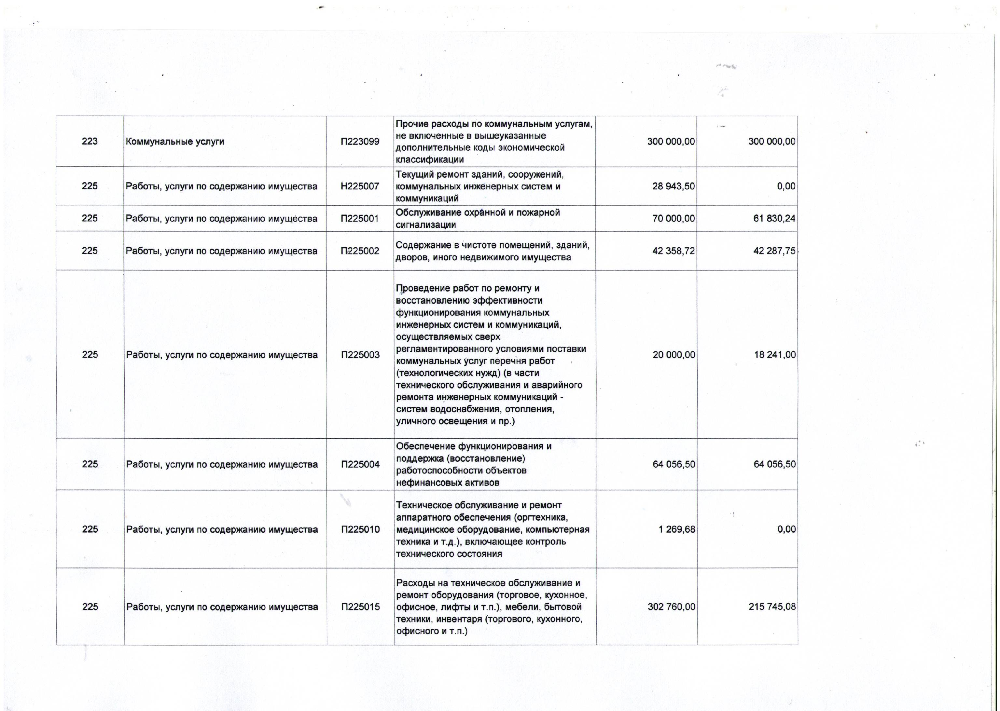 Прочие расходы по коммунальным услугам,
223 Коммунальные услуги П223099 не включенные в вышеуказанные 300 000,00 300 000,00
дополнительные коды экономической
классификации
Текущий ремонт зданий, сооружений,
225 Работы, услуги по содержанию имущества Н225007 коммунальных инженерных систем и 28 943,50 0,00
коммуникаций
225 Работы, услуги по содержанию имущества П225001 Обслуживание охранной и пожарной 70 000,00 61 830,24
сигнализации
225 Работы, услуги по содержанию имущества П225002 Содержание в чистоте помещений, зданий, 42 358,72 42 287,75
дворов, иного недвижимого имущества
Проведение работ по ремонту и
восстановлению эффективности
функционирования коммунальных
инженерных систем и коммуникаций,
осуществляемых сверх
225 Работы, услуги по содержанию имущества П225003 регламентированного условиями поставки 20 000,00 18 241,00
коммунальных услуг перечня работ
(технологических нужд) (в части
технического обслуживания и аварийного
ремонта инженерных коммуникаций -
систем водоснабжения, отопления,
уличного освещения и пр.)
Обеспечение функционирования и
225 Работы, услуги по содержанию имущества П225004 поддержка (восстановление) 64 056,50 64 056,50
работоспособности объектов
нефинансовых активов
Техническое обслуживание и ремонт
аппаратного обеспечения (оргтехника,
225 Работы, услуги по содержанию имущества П225010 медицинское оборудование, компьютерная 1 269,68 0,00
техника и т.д.), включающее контроль
технического состояния
Расходы на техническое обслуживание и
ремонт оборудования (торговое, кухонное,
225 Работы, услуги по содержанию имущества П225015 офисное, лифты и т.п.), мебели, бытовой 302 760,00 215 745,08
техники, инвентаря (торгового, кухонного,
офисного и т.п.)